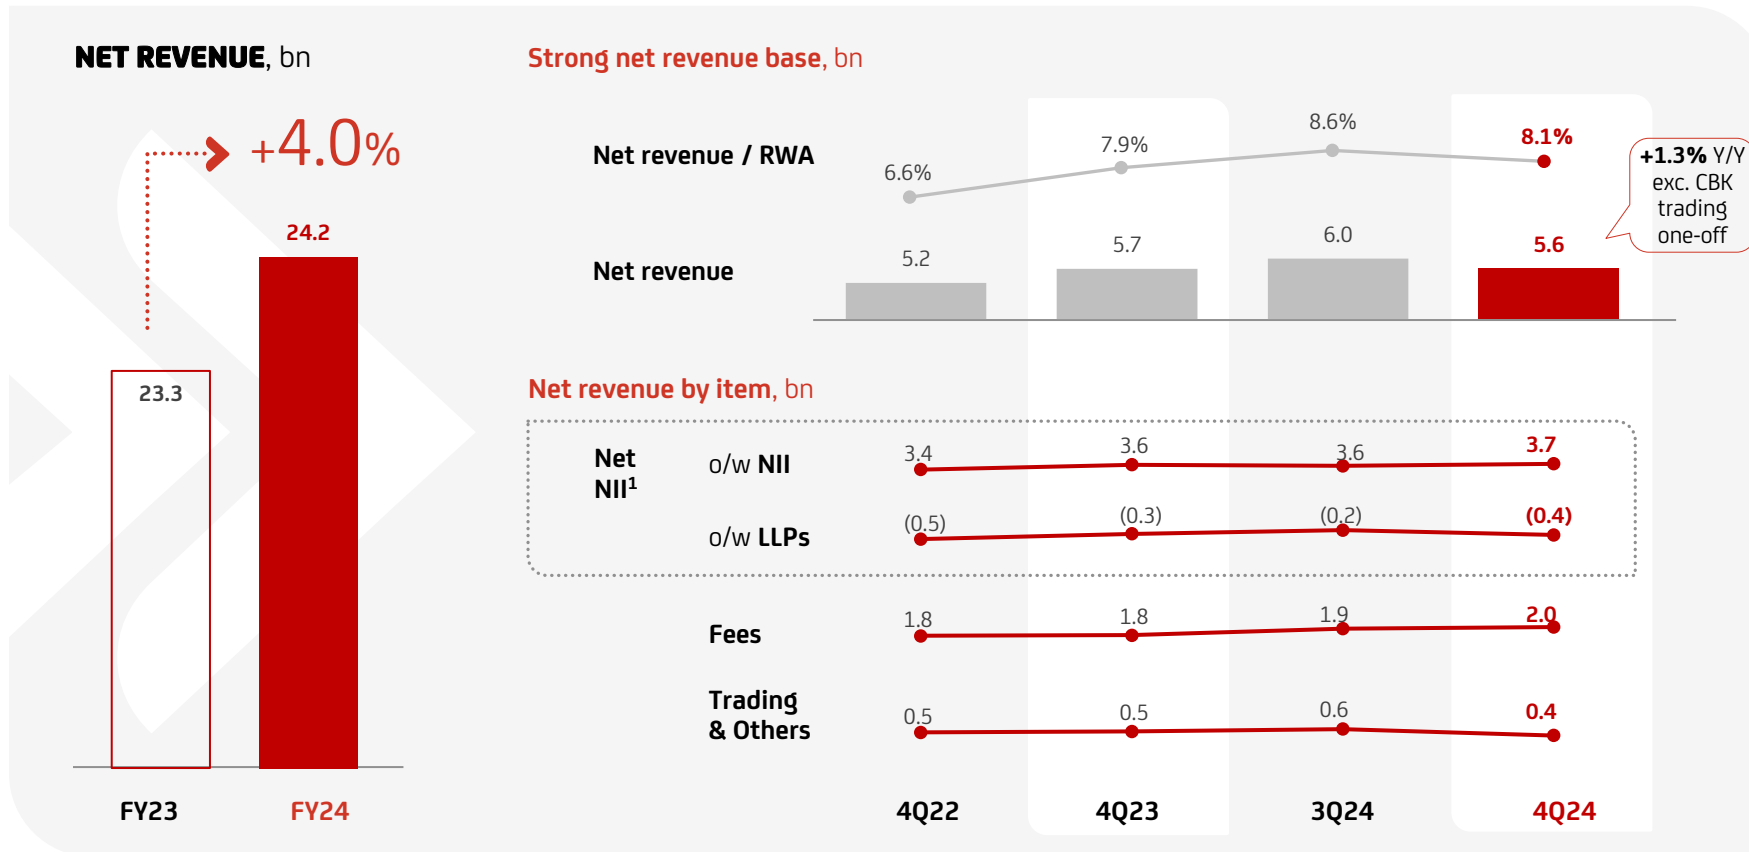 NET REVENUE, bn
+4.0%
24.2
23.3
FY23
FY24
Strong net revenue base, bn
Net revenue / RWA
6.6%
7.9%
8.6%
8.1%
+1.3% Y/Y
exc. CBK
trading
one-off
Net revenue
5.2
5.7
6.0
5.6
Net revenue by item, bn
Net
NII1
o/w NII
3.4
3.6
3.6
3.7
o/w LLPs
(0.5)
(0.3)
(0.2)
(0.4)
Fees
1.8
1.8
1.9
2.0
Trading
& Others
0.5
0.5
0.6
0.4
4Q22
4Q23
3Q24
4Q24